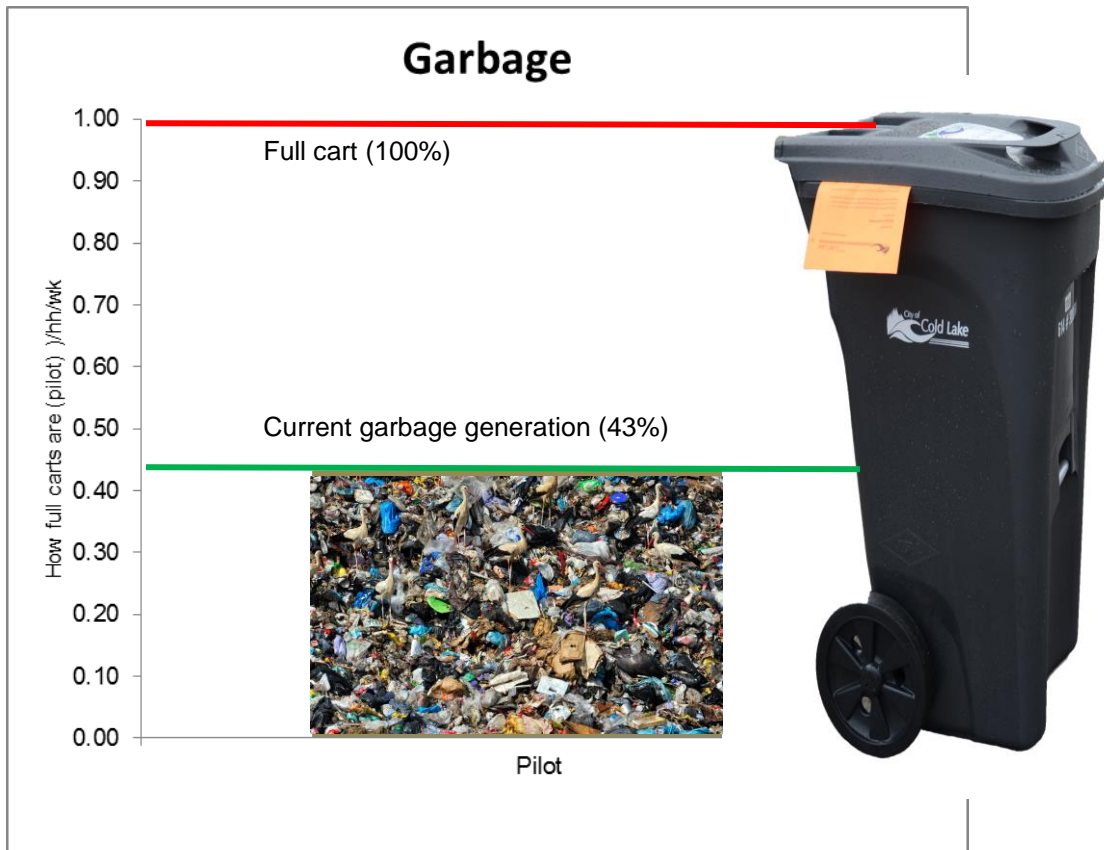 Garbage
1.00
Full cart (100%)
0.90
0.80
0.70
0.60
0.50
Current garbage generation (43%)
0.40
0.30
0.20
0.10
0.00
How full carts are (pilot) )/hh/wk
Pilot
City of
Cold Lake